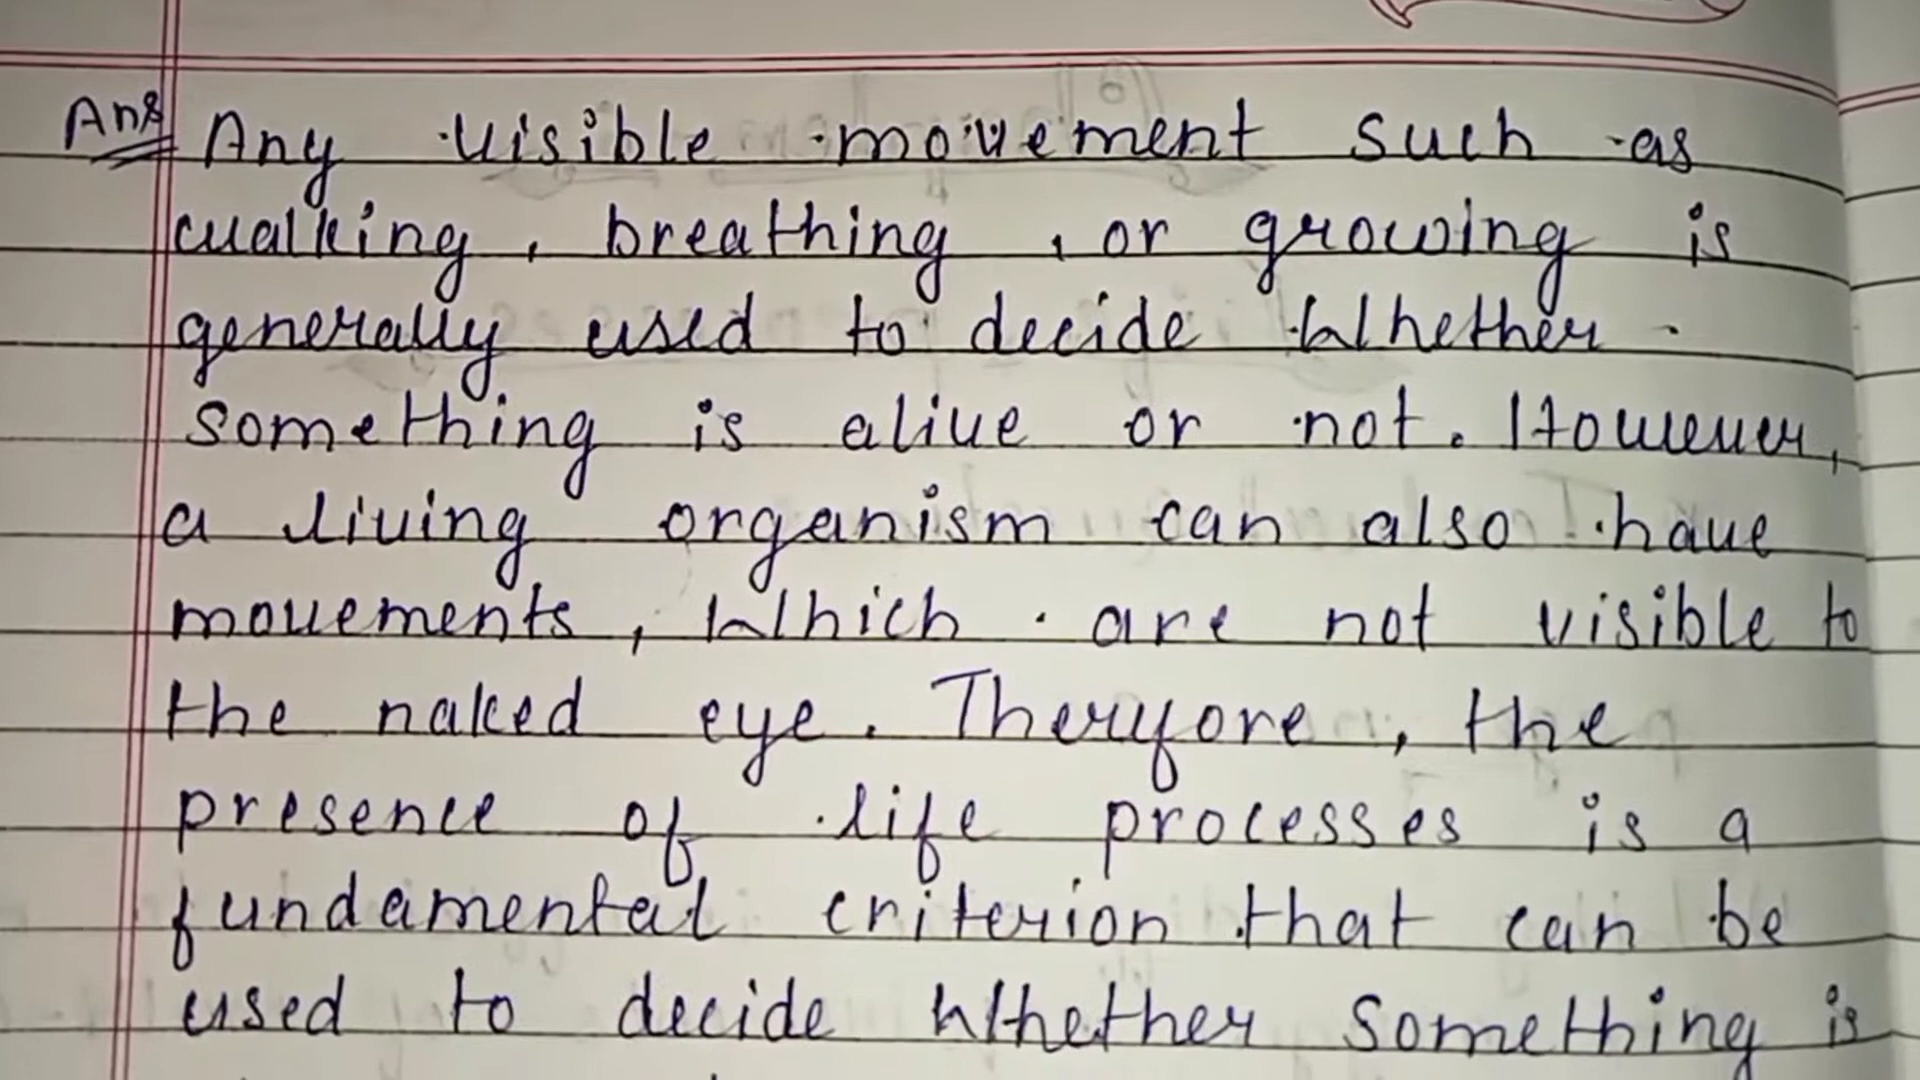 Ans Any visible movement such as
walking, breathing, or growing is
generally used to decide Whether
something is alive or not. However,
a living organism can also have
movements, Which are not visible to
the naked eye. Therefore, the
presence of life processes is a
fundamental criterion that can be
used to decide Whether something is